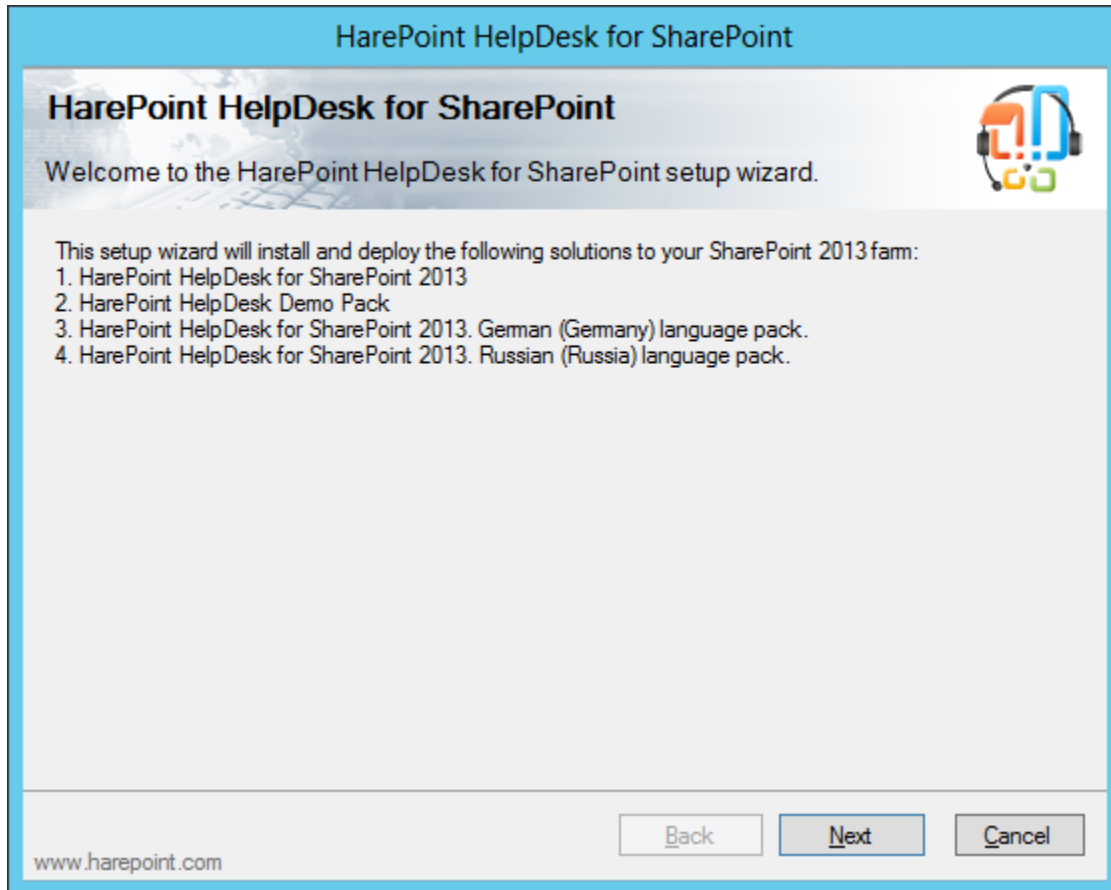 HarePoint HelpDesk for SharePoint
HarePoint HelpDesk for SharePoint
Welcome to the HarePoint HelpDesk for SharePoint setup wizard.
This setup wizard will install and deploy the following solutions to your SharePoint 2013 farm:
1. HarePoint HelpDesk for SharePoint 2013
2. HarePoint HelpDesk Demo Pack
3. HarePoint HelpDesk for SharePoint 2013. German (Germany) language pack.
4. HarePoint HelpDesk for SharePoint 2013. Russian (Russia) language pack.
Back Next Cancel
www.harepoint.com